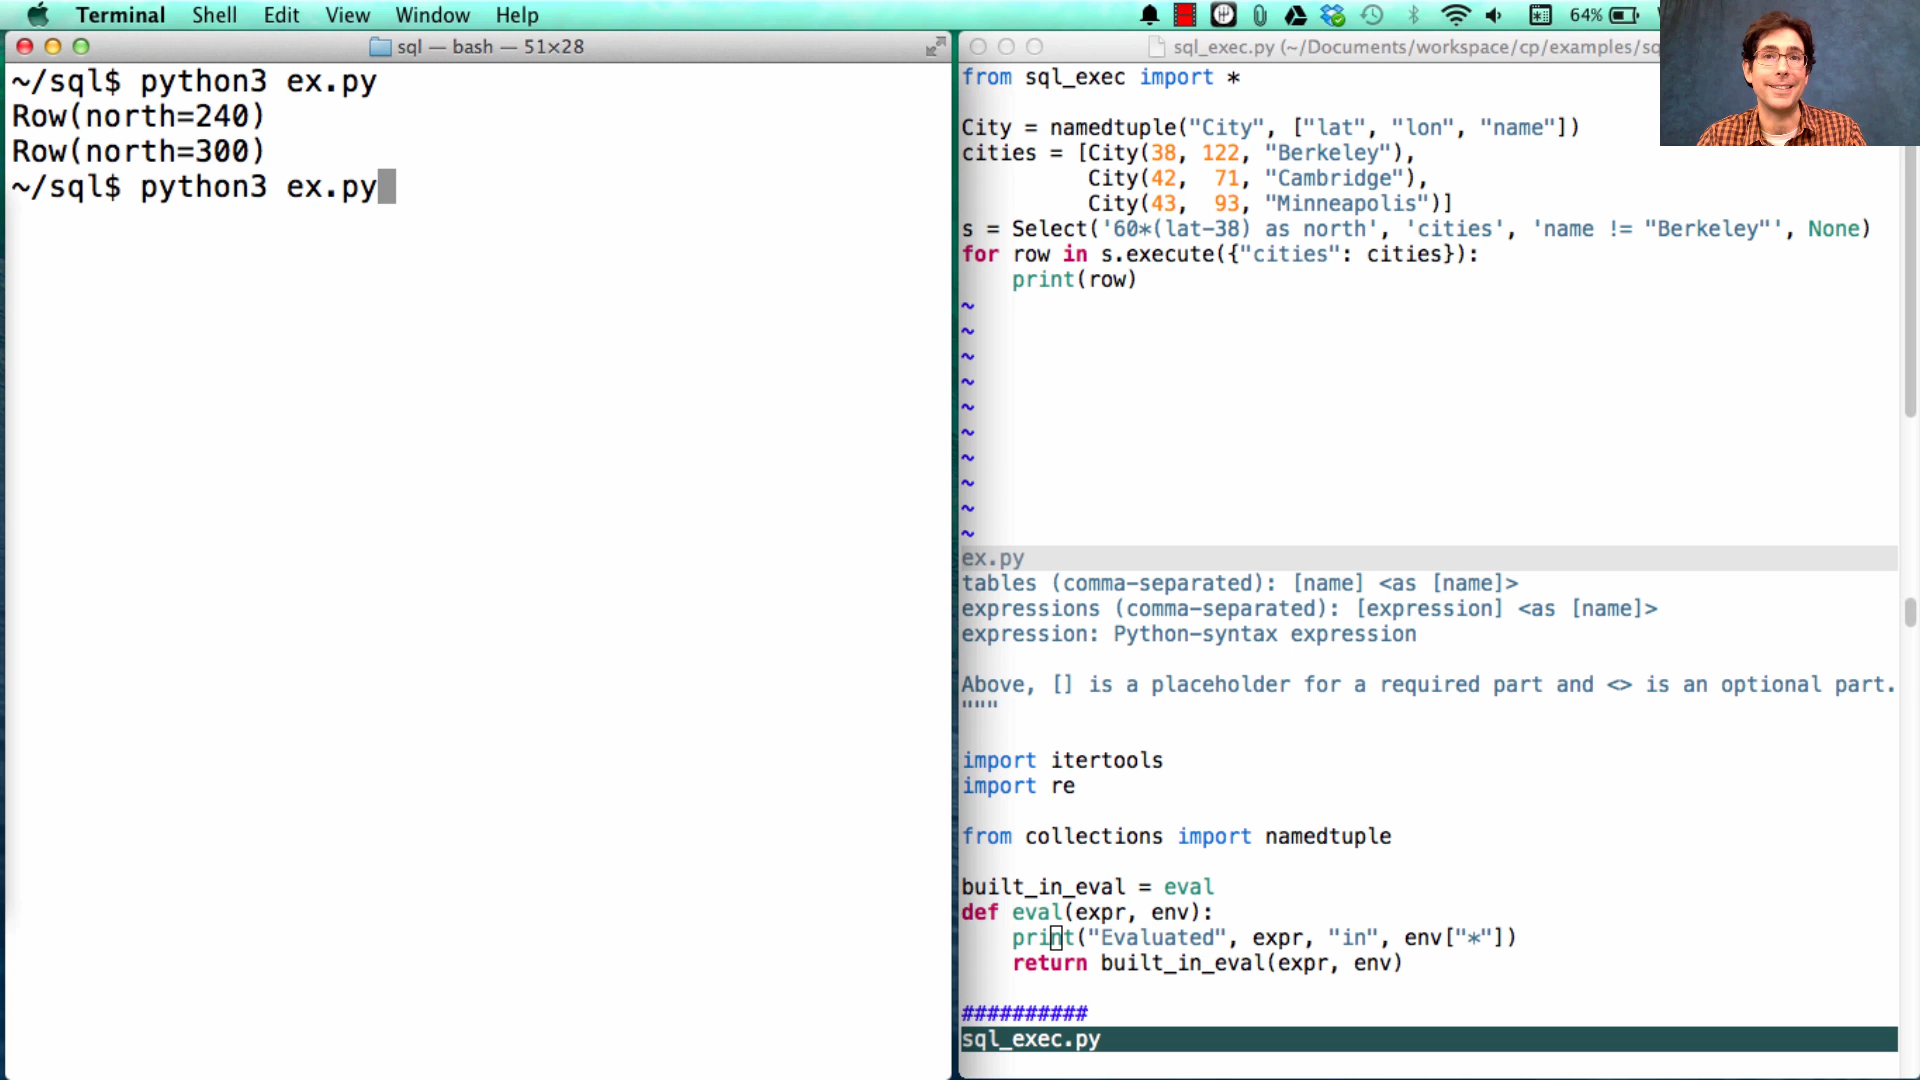 Terminal Shell Edit View Window Help
64%
sql — bash — 51×28
~/sql$ python3 ex.py
Row(north=240)
Row(north=300)
~/sql$ python3 ex.py
sql_exec.py (~/Documents/workspace/cp/examples/sq
from sql_exec import *
City = namedtuple("City", ["lat", "lon", "name"])
cities = [City(38, 122, "Berkeley"),
City(42, 71, "Cambridge"),
City(43, 93, "Minneapolis")]
s = Select('60*(lat-38) as north', 'cities', 'name != "Berkeley"', None)
for row in s.execute({"cities": cities}):
print(row)
~
~
~
~
~
~
~
~
~
~
ex.py
tables (comma-separated): [name] <as [name]>
expressions (comma-separated): [expression] <as [name]>
expression: Python-syntax expression
Above, [] is a placeholder for a required part and <> is an optional part.
"""
import itertools
import re
from collections import namedtuple
built_in_eval = eval
def eval(expr, env):
print("Evaluated", expr, "in", env["*"])
return built_in_eval(expr, env)
##########
sql_exec.py